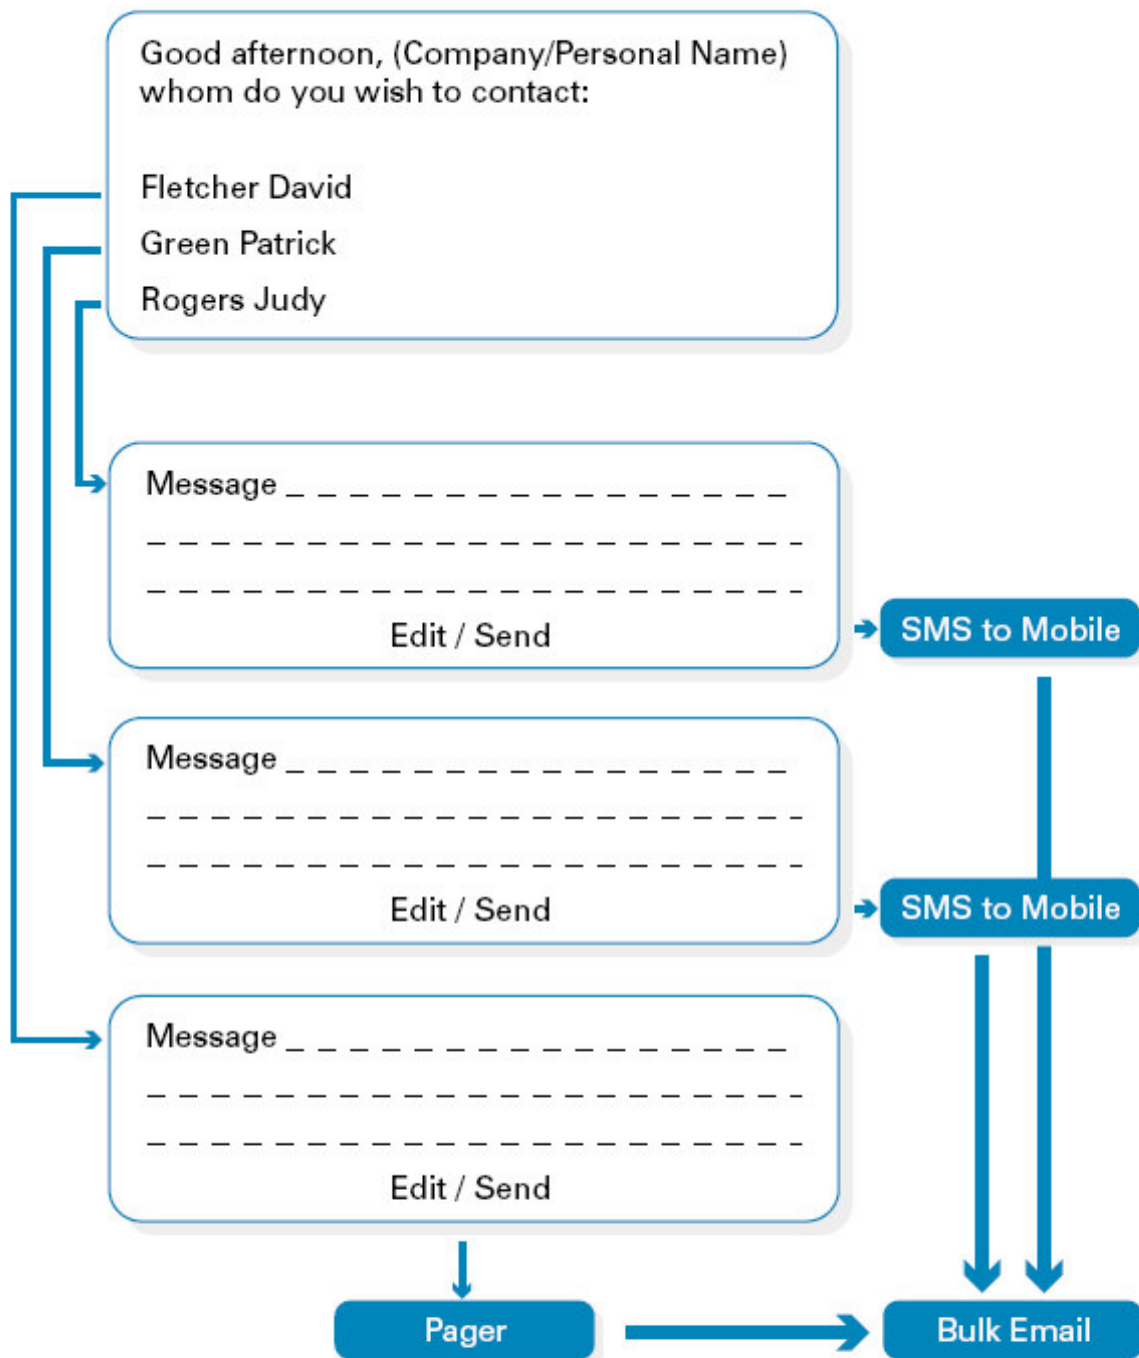 Good afternoon, (Company/Personal Name)
whom do you wish to contact:
Fletcher David
Green Patrick
Rogers Judy
Message
Edit / Send
SMS to Mobile
Message
Edit / Send
SMS to Mobile
Message
Edit / Send
Pager
Bulk Email